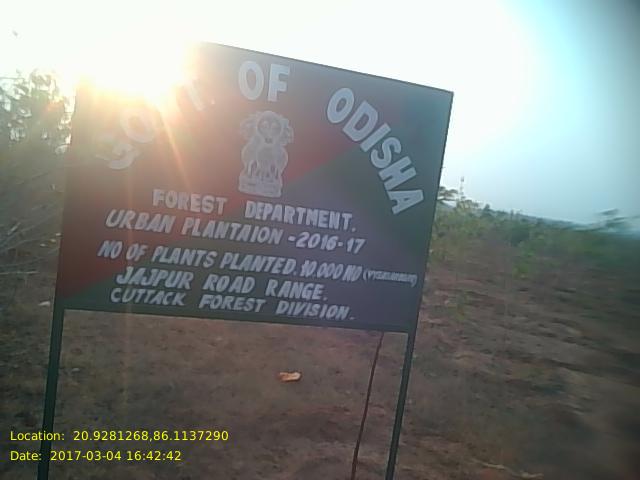 GOVT. OF ODISHA
FOREST DEPARTMENT.
URBAN PLANTAION -2016-17
NO OF PLANTS PLANTED. 10,000 NO
JAJPUR ROAD RANGE.
CUTTACK FOREST DIVISION.
Location: 20.9281268,86.1137290
Date: 2017-03-04 16:42:42